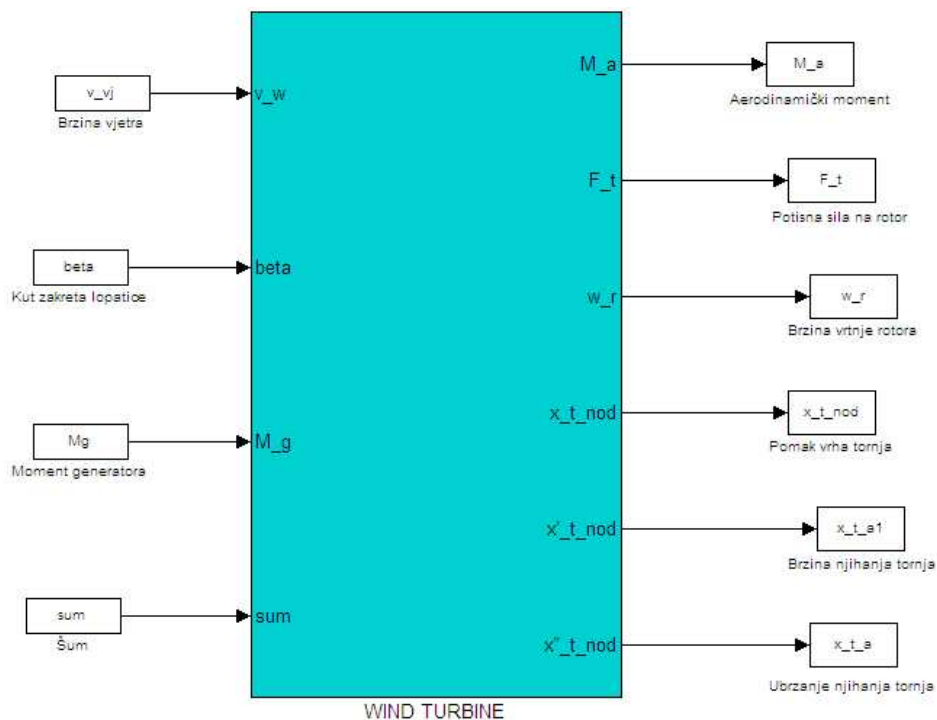 v_vj
Brzina vjetra
v_w
beta
Kut zakreta lopatice
beta
Mg
Moment generatora
M_g
sum
Šum
sum
M_a
M_a
Aerodinamički moment
F_t
F_t
Potisna sila na rotor
w_r
w_r
Brzina vrtnje rotora
x_t_nod
x_t_nod
Pomak vrha tornja
x'_t_nod
x_t_a1
Brzina njihanja tornja
x''_t_nod
x_t_a
Ubrzanje njihanja tornja
WIND TURBINE